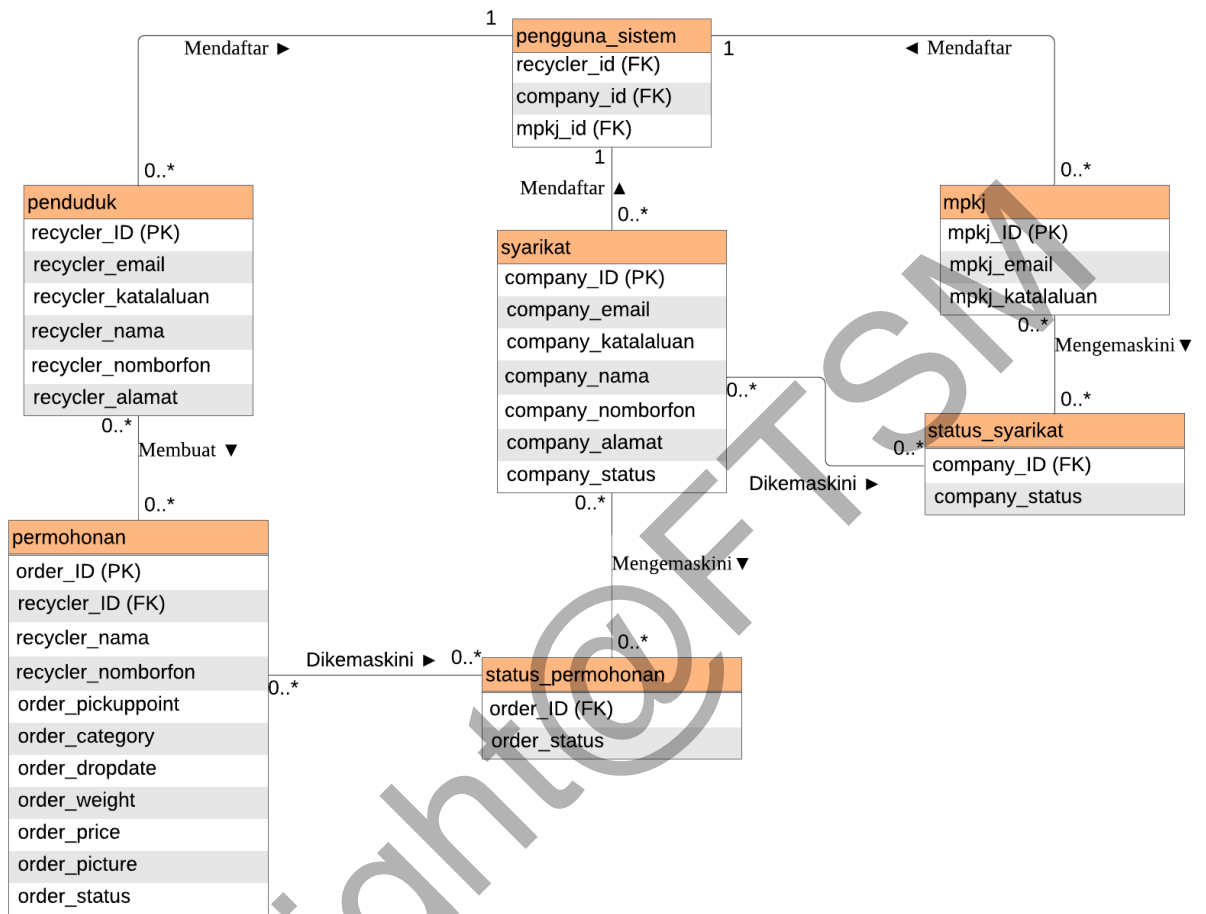 1
pengguna_sistem
Mendaftar ►
1
◄ Mendaftar
recycler_id (FK)
company_id (FK)
mpkj_id (FK)
1
Mendaftar ▲
0..*
0..*
0..*
penduduk
recycler_ID (PK)
recycler_email
recycler_katalaluan
recycler_nama
recycler_nomborfon
recycler_alamat
syarikat
company_ID (PK)
company_email
company_katalaluan
company_nama
company_nomborfon
company_alamat
company_status
mpkj
mpkj_ID (PK)
mpkj_email
mpkj_katalaluan
0..*
Mengemaskini ▼
0..*
0..*
0..*
Dikemaskini ►
status_syarikat
company_ID (FK)
company_status
0..*
Membuat ▼
0..*
0..*
Mengemaskini ▼
0..*
permohonan
order_ID (PK)
recycler_ID (FK)
recycler_nama
recycler_nomborfon
order_pickuppoint
order_category
order_dropdate
order_weight
order_price
order_picture
order_status
Dikemaskini ►
0..*
0..*
status_permohonan
order_ID (FK)
order_status
ight@FTSM